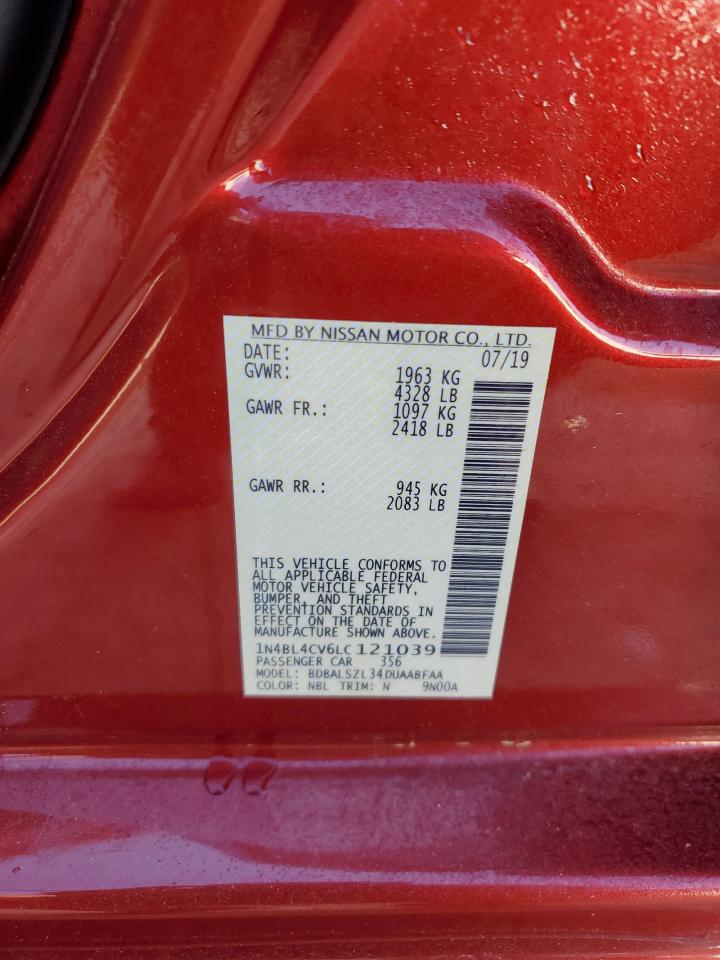 MFD BY NISSAN MOTOR CO., LTD.
DATE: 07/19
GVWR: 1963 KG
4328 LB
GAWR FR.: 1097 KG
2418 LB
GAWR RR.: 945 KG
2083 LB
THIS VEHICLE CONFORMS TO
ALL APPLICABLE FEDERAL
MOTOR VEHICLE SAFETY,
BUMPER, AND THEFT
PREVENTION STANDARDS IN
EFFECT ON THE DATE OF
MANUFACTURE SHOWN ABOVE.
1N4BL4CV6LC121039
PASSENGER CAR 356
MODEL: BDBALSZL34DUAABFAA
COLOR: NBL TRIM: N 9N00A